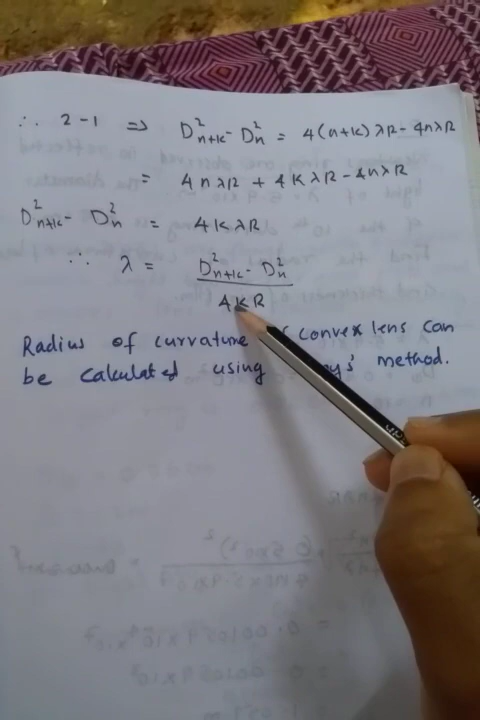 ∴ 2-1 ⇒ D²ₙ₊ₖ - D²ₙ = 4(n+k)λR - 4nλR
= 4nλR + 4KλR - 4nλR
D²ₙ₊ₖ - D²ₙ = 4KλR
∴ λ = D²ₙ₊ₖ - D²ₙ
4KR
Radius of curvature of convex lens can
be calculated using method.